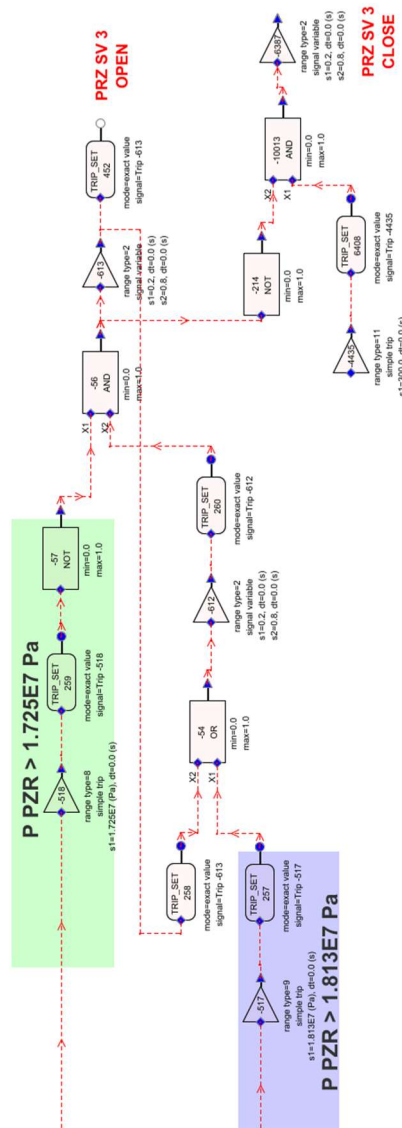 P PZR > 1.725E7 Pa
-518
range type=8
simple trip
s1=1.725E7 (Pa), dt=0.0 (s)
TRIP_SET
259
mode=exact value
signal=Trip -518
-57
NOT
min=0.0
max=1.0
X1
X2
-56
AND
min=0.0
max=1.0
-613
range type=2
signal variable
s1=0.2, dt=0.0 (s)
s2=0.8, dt=0.0 (s)
TRIP_SET
452
mode=exact value
signal=Trip -613
PRZ SV 3
OPEN
TRIP_SET
258
mode=exact value
signal=Trip -613
P PZR > 1.813E7 Pa
-517
range type=9
simple trip
s1=1.813E7 (Pa), dt=0.0 (s)
TRIP_SET
257
mode=exact value
signal=Trip -517
X2
X1
-54
OR
min=0.0
max=1.0
-612
range type=2
signal variable
s1=0.2, dt=0.0 (s)
s2=0.8, dt=0.0 (s)
TRIP_SET
260
mode=exact value
signal=Trip -612
-214
NOT
min=0.0
max=1.0
-4435
range type=11
simple trip
TRIP_SET
6408
mode=exact value
signal=Trip -4435
X2
X1
-10013
AND
min=0.0
max=1.0
-6387
range type=2
signal variable
s1=0.2, dt=0.0 (s)
s2=0.8, dt=0.0 (s)
PRZ SV 3
CLOSE